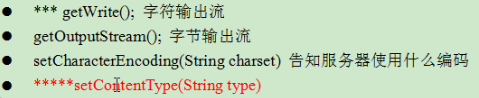 *** getWrite(); 字符输出流
getOutputStream(); 字节输出流
setCharacterEncoding(String charset) 告知服务器使用什么编码
*****setContentType(String type)